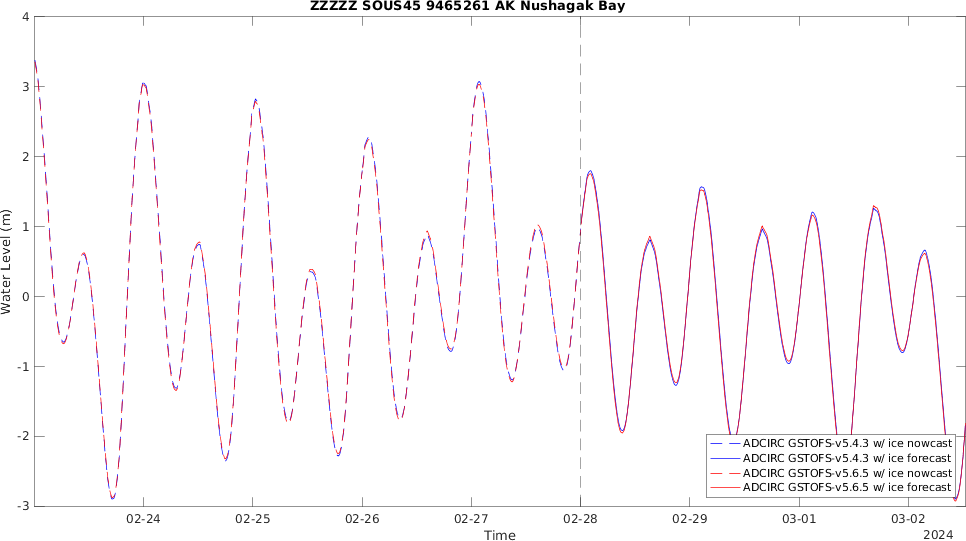 ZZZZZ SOUS45 9465261 AK Nushagak Bay
4
3
2
1
0
-1
-2
-3
Water Level (m)
ADCIRC GSTOFS-v5.4.3 w/ ice nowcast
ADCIRC GSTOFS-v5.4.3 w/ ice forecast
ADCIRC GSTOFS-v5.6.5 w/ ice nowcast
ADCIRC GSTOFS-v5.6.5 w/ ice forecast
02-24 02-25 02-26 02-27 02-28 02-29 03-01 03-02
Time
2024